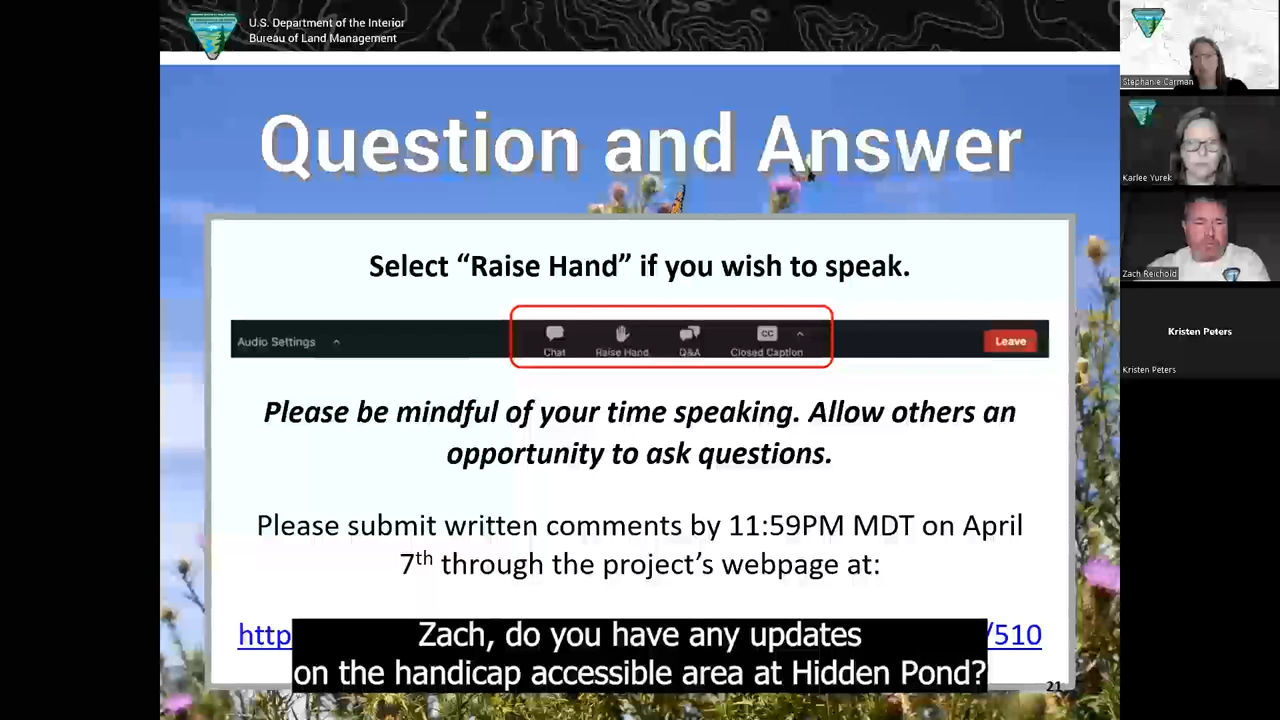 U.S. Department of the Interior
Bureau of Land Management
Question and Answer
Select “Raise Hand” if you wish to speak.
Audio Settings
Chat
Raise Hand
Q&A
CC
Closed Caption
Leave
Please be mindful of your time speaking. Allow others an
opportunity to ask questions.
Please submit written comments by 11:59PM MDT on April
7th through the project’s webpage at:
http
/510
Zach, do you have any updates
on the handicap accessible area at Hidden Pond?
21
Stephanie Carman
Karlee Yurek
Zach Reichold
Kristen Peters
Kristen Peters